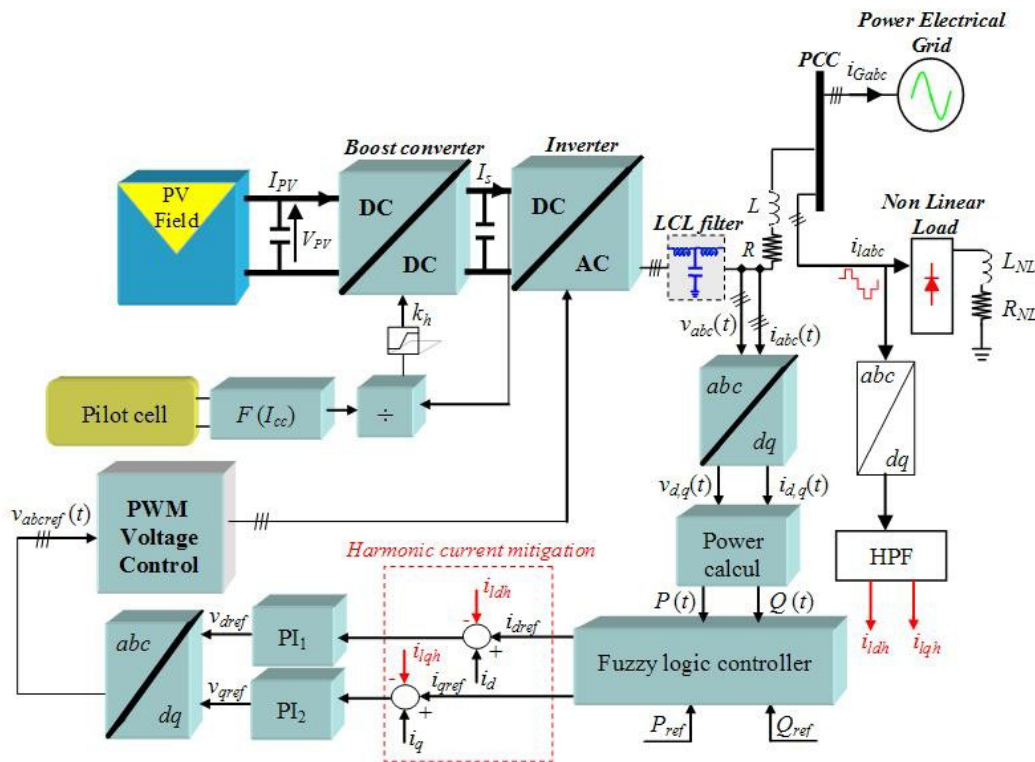 Power Electrical
Grid
PCC
i_Gabc
Boost converter
Inverter
PV
Field
I_PV
V_PV
DC
DC
I_s
DC
AC
LCL filter
L
R
Non Linear
Load
i_labc
L_NL
R_NL
k_h
v_abc(t)
i_abc(t)
Pilot cell
F(I_cc)
÷
abc
dq
abc
dq
v_d,q(t)
i_d,q(t)
v_abcref(t)
PWM
Voltage
Control
Harmonic current mitigation
Power
calcul
HPF
P(t)
Q(t)
i_ldh
i_lqh
i_ldh
-
+
i_dref
i_d
v_dref
PI_1
abc
dq
i_lqh
-
+
i_qref
i_q
v_qref
PI_2
Fuzzy logic controller
P_ref
Q_ref